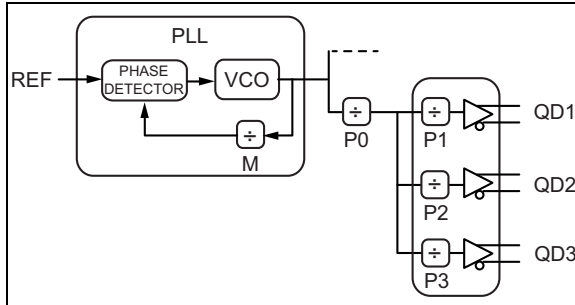 PLL
REF
PHASE
DETECTOR
VCO
÷
M
÷
P0
÷
P1
QD1
÷
P2
QD2
÷
P3
QD3